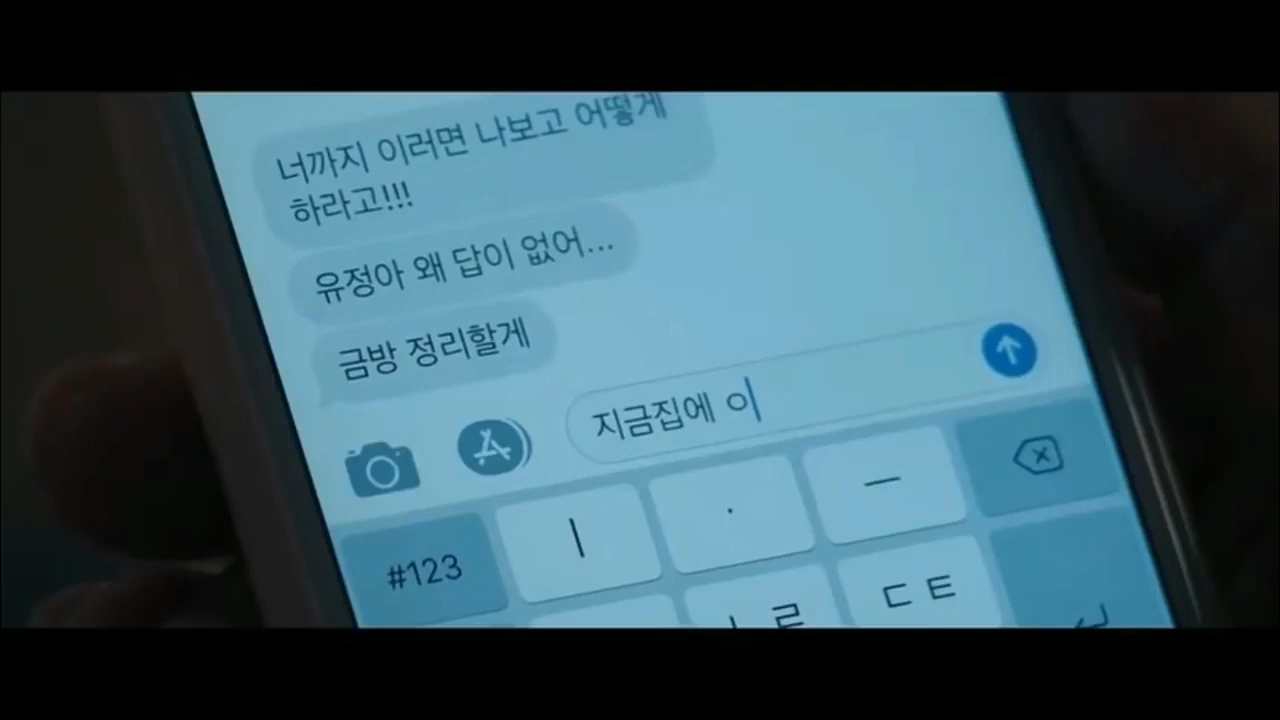 너까지 이러면 나보고 어떻게
하라고!!!
유정아 왜 답이 없어...
금방 정리할게
지금집에 이
#123
ㅣ · ㅡ
ㄴㄹ ㄷㅌ